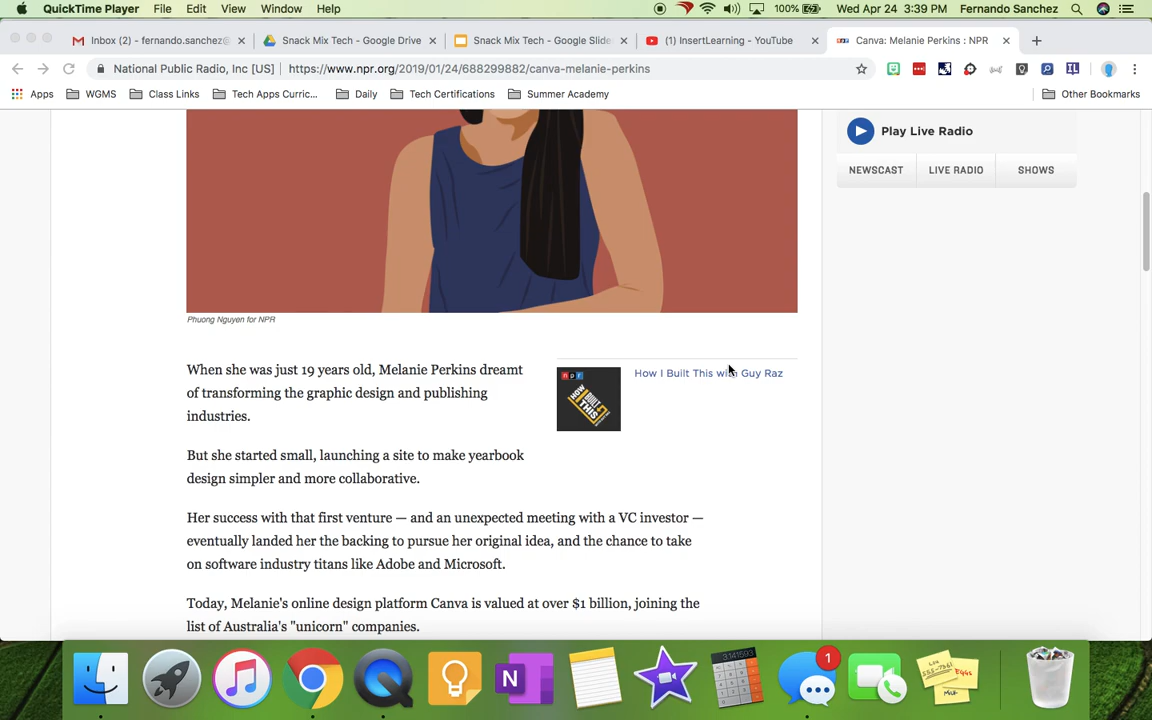 QuickTime Player File Edit View Window Help 100% Wed Apr 24 3:39 PM Fernando Sanchez
Inbox (2) - fernando.sanchez@ Snack Mix Tech - Google Drive Snack Mix Tech - Google Slide (1) InsertLearning - YouTube Canva: Melanie Perkins : NPR
National Public Radio, Inc [US] https://www.npr.org/2019/01/24/688299882/canva-melanie-perkins
Apps WGMS Class Links Tech Apps Curric... Daily Tech Certifications Summer Academy Other Bookmarks
Play Live Radio
NEWSCAST LIVE RADIO SHOWS
Phuong Nguyen for NPR
When she was just 19 years old, Melanie Perkins dreamt
of transforming the graphic design and publishing
industries.
npr
HOW I BUILT THIS
How I Built This with Guy Raz
But she started small, launching a site to make yearbook
design simpler and more collaborative.
Her success with that first venture — and an unexpected meeting with a VC investor —
eventually landed her the backing to pursue her original idea, and the chance to take
on software industry titans like Adobe and Microsoft.
Today, Melanie's online design platform Canva is valued at over $1 billion, joining the
list of Australia's "unicorn" companies.
N
3.141593
1
EGGS
Milk